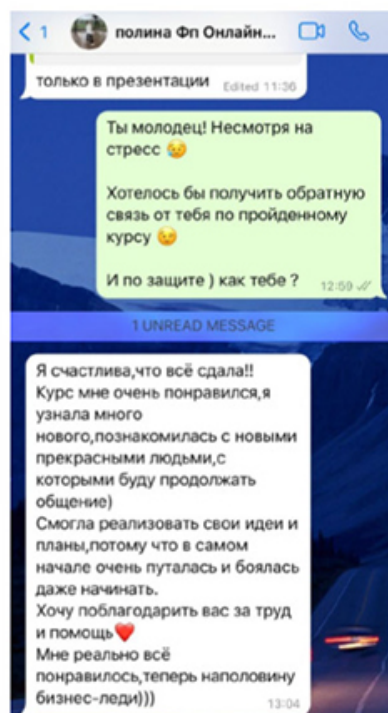 1
полина Фп Онлайн...
только в презентации
Edited 11:36
Ты молодец! Несмотря на
стресс 😥
Хотелось бы получить обратную
связь от тебя по пройденному
курсу 😉
И по защите ) как тебе ?
12:59
1 UNREAD MESSAGE
Я счастлива,что всё сдала!!
Курс мне очень понравился,я
узнала много
нового,познакомилась с новыми
прекрасными людьми,с
которыми буду продолжать
общение)
Смогла реализовать свои идеи и
планы,потому что в самом
начале очень путалась и боялась
даже начинать.
Хочу поблагодарить вас за труд
и помощь❤️
Мне реально всё
понравилось,теперь наполовину
бизнес-леди)))
13:04